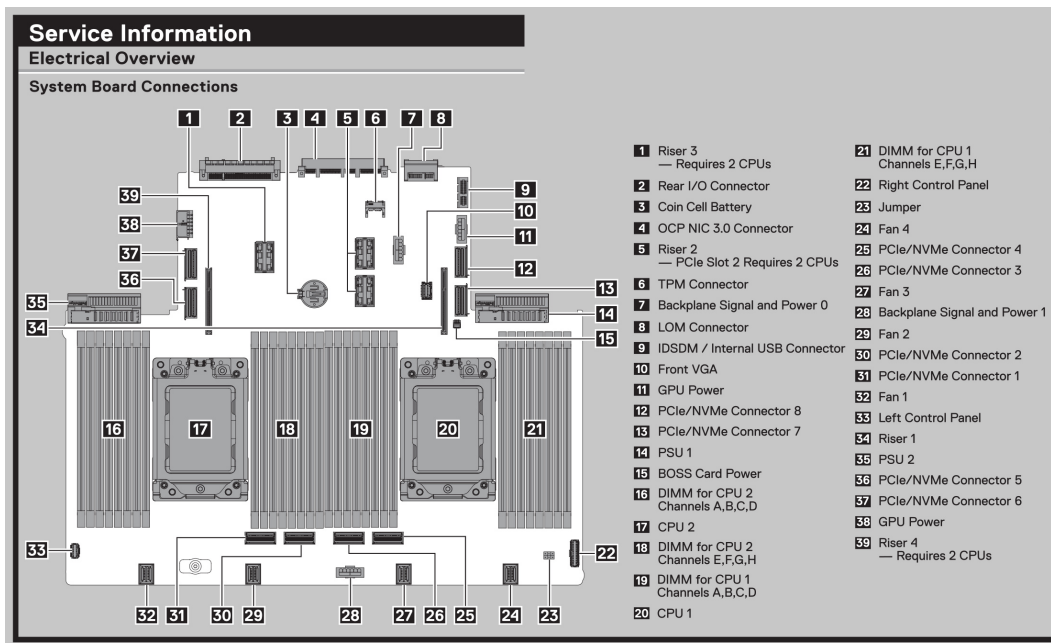 Service Information
Electrical Overview
System Board Connections
1
2
3
4
5
6
7
8
39
38
37
36
35
34
9
10
11
12
13
14
15
16
17
18
19
20
21
33
22
32
31
30
29
28
27
26
25
24
23
1 Riser 3
— Requires 2 CPUs
2 Rear I/O Connector
3 Coin Cell Battery
4 OCP NIC 3.0 Connector
5 Riser 2
— PCIe Slot 2 Requires 2 CPUs
6 TPM Connector
7 Backplane Signal and Power 0
8 LOM Connector
9 IDSDM / Internal USB Connector
10 Front VGA
11 GPU Power
12 PCIe/NVMe Connector 8
13 PCIe/NVMe Connector 7
14 PSU 1
15 BOSS Card Power
16 DIMM for CPU 2
Channels A,B,C,D
17 CPU 2
18 DIMM for CPU 2
Channels E,F,G,H
19 DIMM for CPU 1
Channels A,B,C,D
20 CPU 1
21 DIMM for CPU 1
Channels E,F,G,H
22 Right Control Panel
23 Jumper
24 Fan 4
25 PCIe/NVMe Connector 4
26 PCIe/NVMe Connector 3
27 Fan 3
28 Backplane Signal and Power 1
29 Fan 2
30 PCIe/NVMe Connector 2
31 PCIe/NVMe Connector 1
32 Fan 1
33 Left Control Panel
34 Riser 1
35 PSU 2
36 PCIe/NVMe Connector 5
37 PCIe/NVMe Connector 6
38 GPU Power
39 Riser 4
— Requires 2 CPUs